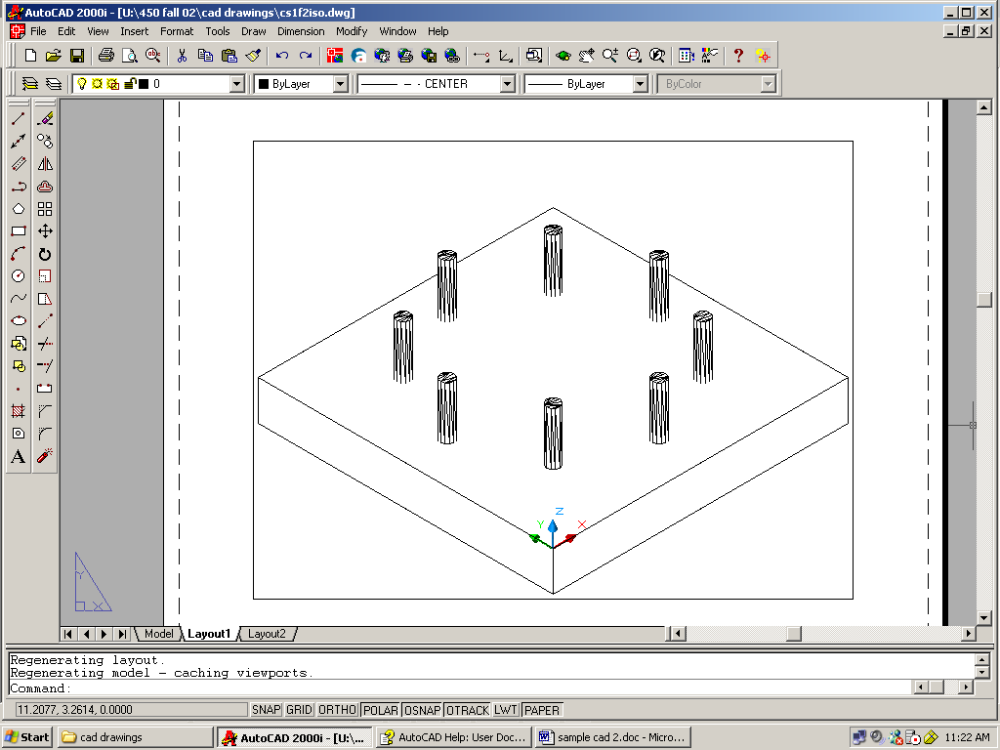 AutoCAD 2000i - [U:\450 fall 02\cad drawings\cs1f2iso.dwg]
File Edit View Insert Format Tools Draw Dimension Modify Window Help
0 ByLayer CENTER ByLayer ByColor
A
Z
Y X
Y
X
Model Layout1 Layout2
Regenerating layout.
Regenerating model - caching viewports.
Command:
11.2077, 3.2614, 0.0000 SNAP GRID ORTHO POLAR OSNAP OTRACK LWT PAPER
Start cad drawings AutoCAD 2000i - [U:\... AutoCAD Help: User Doc... sample cad 2.doc - Micro... 11:22 AM